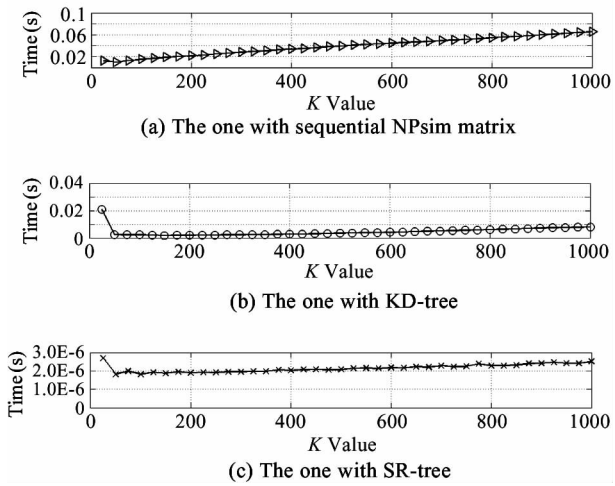 0.1
0.06
0.02
Time(s)
0 200 400 600 800 1000
K Value
(a) The one with sequential NPsim matrix
0.04
0.02
0
Time(s)
0 200 400 600 800 1000
K Value
(b) The one with KD-tree
3.0E-6
2.0E-6
1.0E-6
0
Time(s)
0 200 400 600 800 1000
K Value
(c) The one with SR-tree